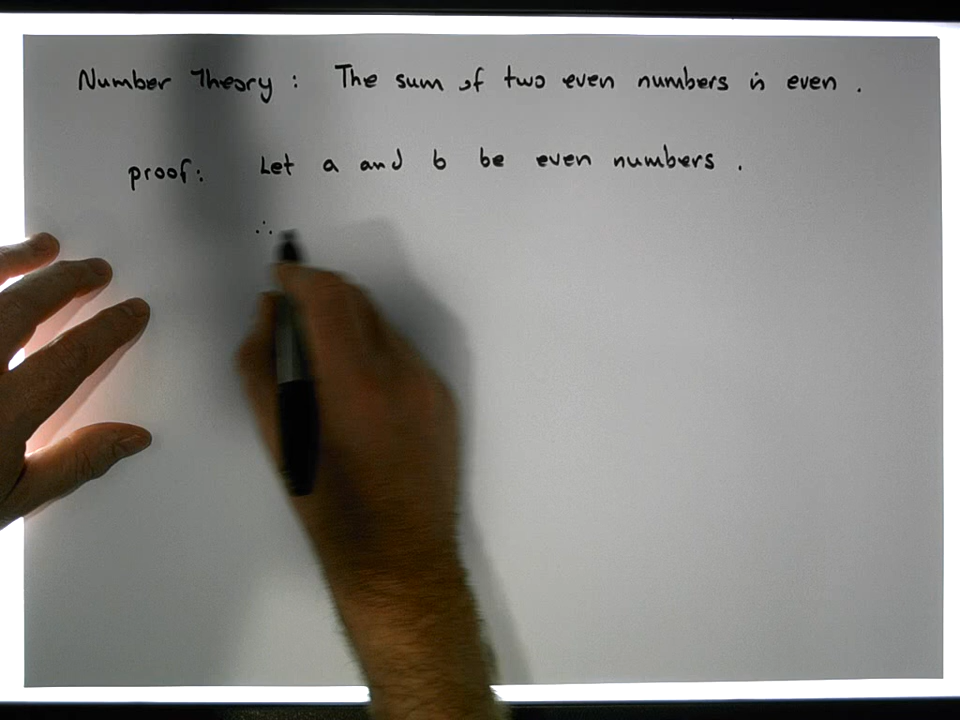 Number Theory : The sum of two even numbers is even .
proof: Let a and b be even numbers .
∴